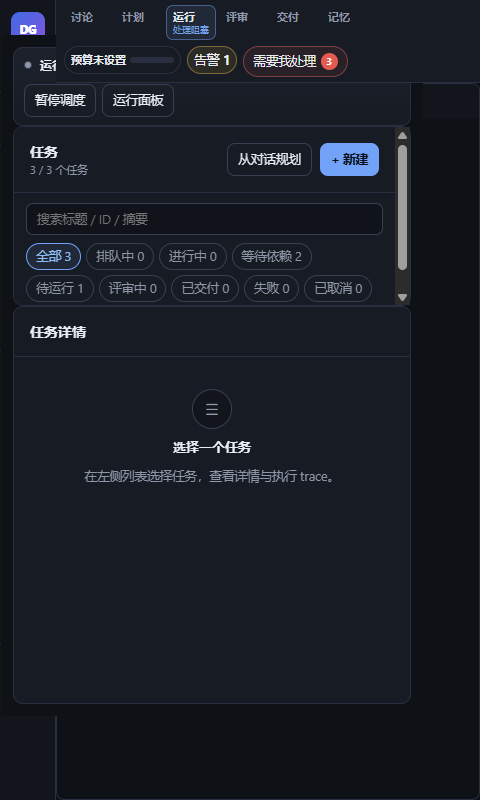 DG
讨论 计划 运行 评审 交付 记忆
处理阻塞
预算未设置 告警 1 需要我处理 3
暂停调度 运行面板
任务
3 / 3 个任务
从对话规划 + 新建
搜索标题 / ID / 摘要
全部 3 排队中 0 进行中 0 等待依赖 2
待运行 1 评审中 0 已交付 0 失败 0 已取消 0
任务详情
选择一个任务
在左侧列表选择任务，查看详情与执行 trace。